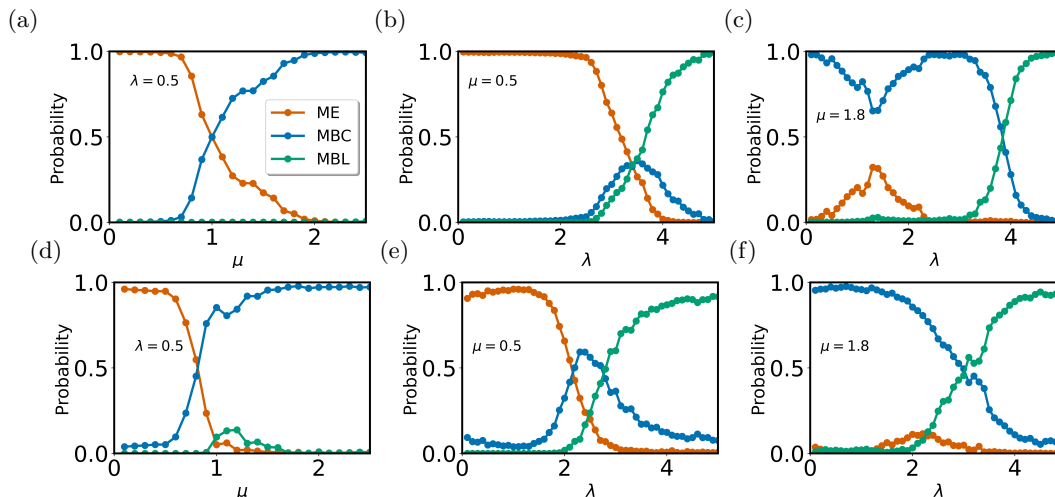 (a)
Probability
1.0
0.5
0.0
λ = 0.5
ME
MBC
MBL
0
1
2
μ
(b)
Probability
1.0
0.5
0.0
μ = 0.5
0
2
4
λ
(c)
Probability
1.0
0.5
0.0
μ = 1.8
0
2
4
λ
(d)
Probability
1.0
0.5
0.0
λ = 0.5
0
2
μ
(e)
Probability
1.0
0.5
0.0
μ = 0.5
0
2
4
λ
(f)
Probability
1.0
0.5
0.0
μ = 1.8
0
2
4
λ